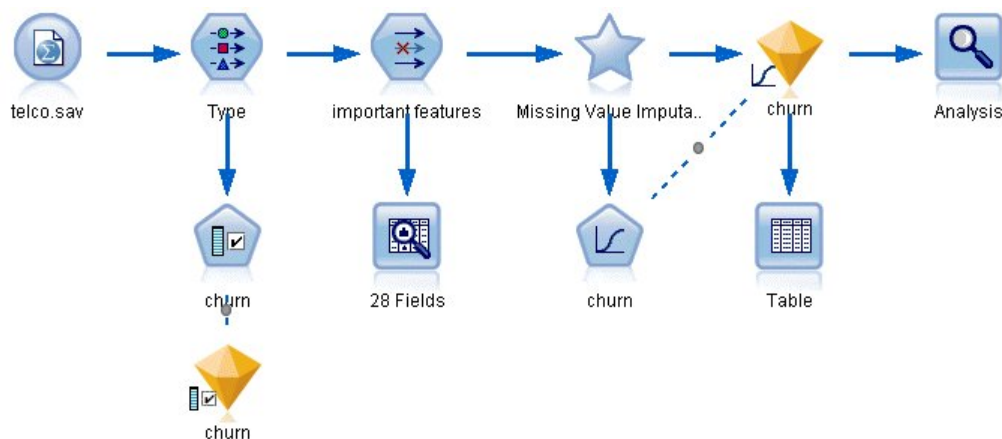 telco.sav
Type
important features
Missing Value Imputa..
churn
Analysis
churn
28 Fields
churn
Table
churn